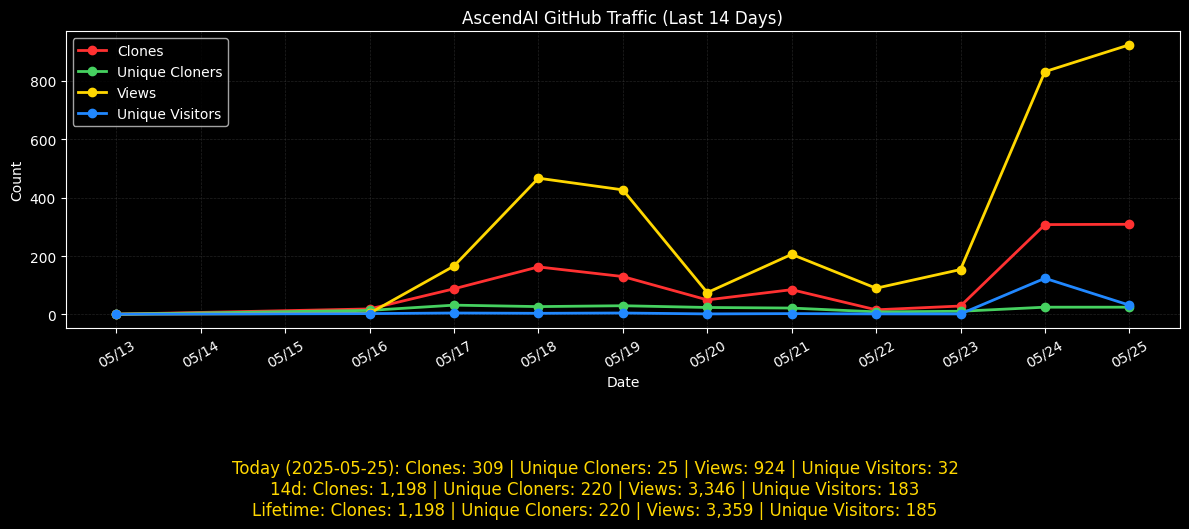 AscendAI GitHub Traffic (Last 14 Days)
Clones
Unique Cloners
Views
Unique Visitors
Count
800
600
400
200
0
05/13 05/14 05/15 05/16 05/17 05/18 05/19 05/20 05/21 05/22 05/23 05/24 05/25
Date
Today (2025-05-25): Clones: 309 | Unique Cloners: 25 | Views: 924 | Unique Visitors: 32
14d: Clones: 1,198 | Unique Cloners: 220 | Views: 3,346 | Unique Visitors: 183
Lifetime: Clones: 1,198 | Unique Cloners: 220 | Views: 3,359 | Unique Visitors: 185